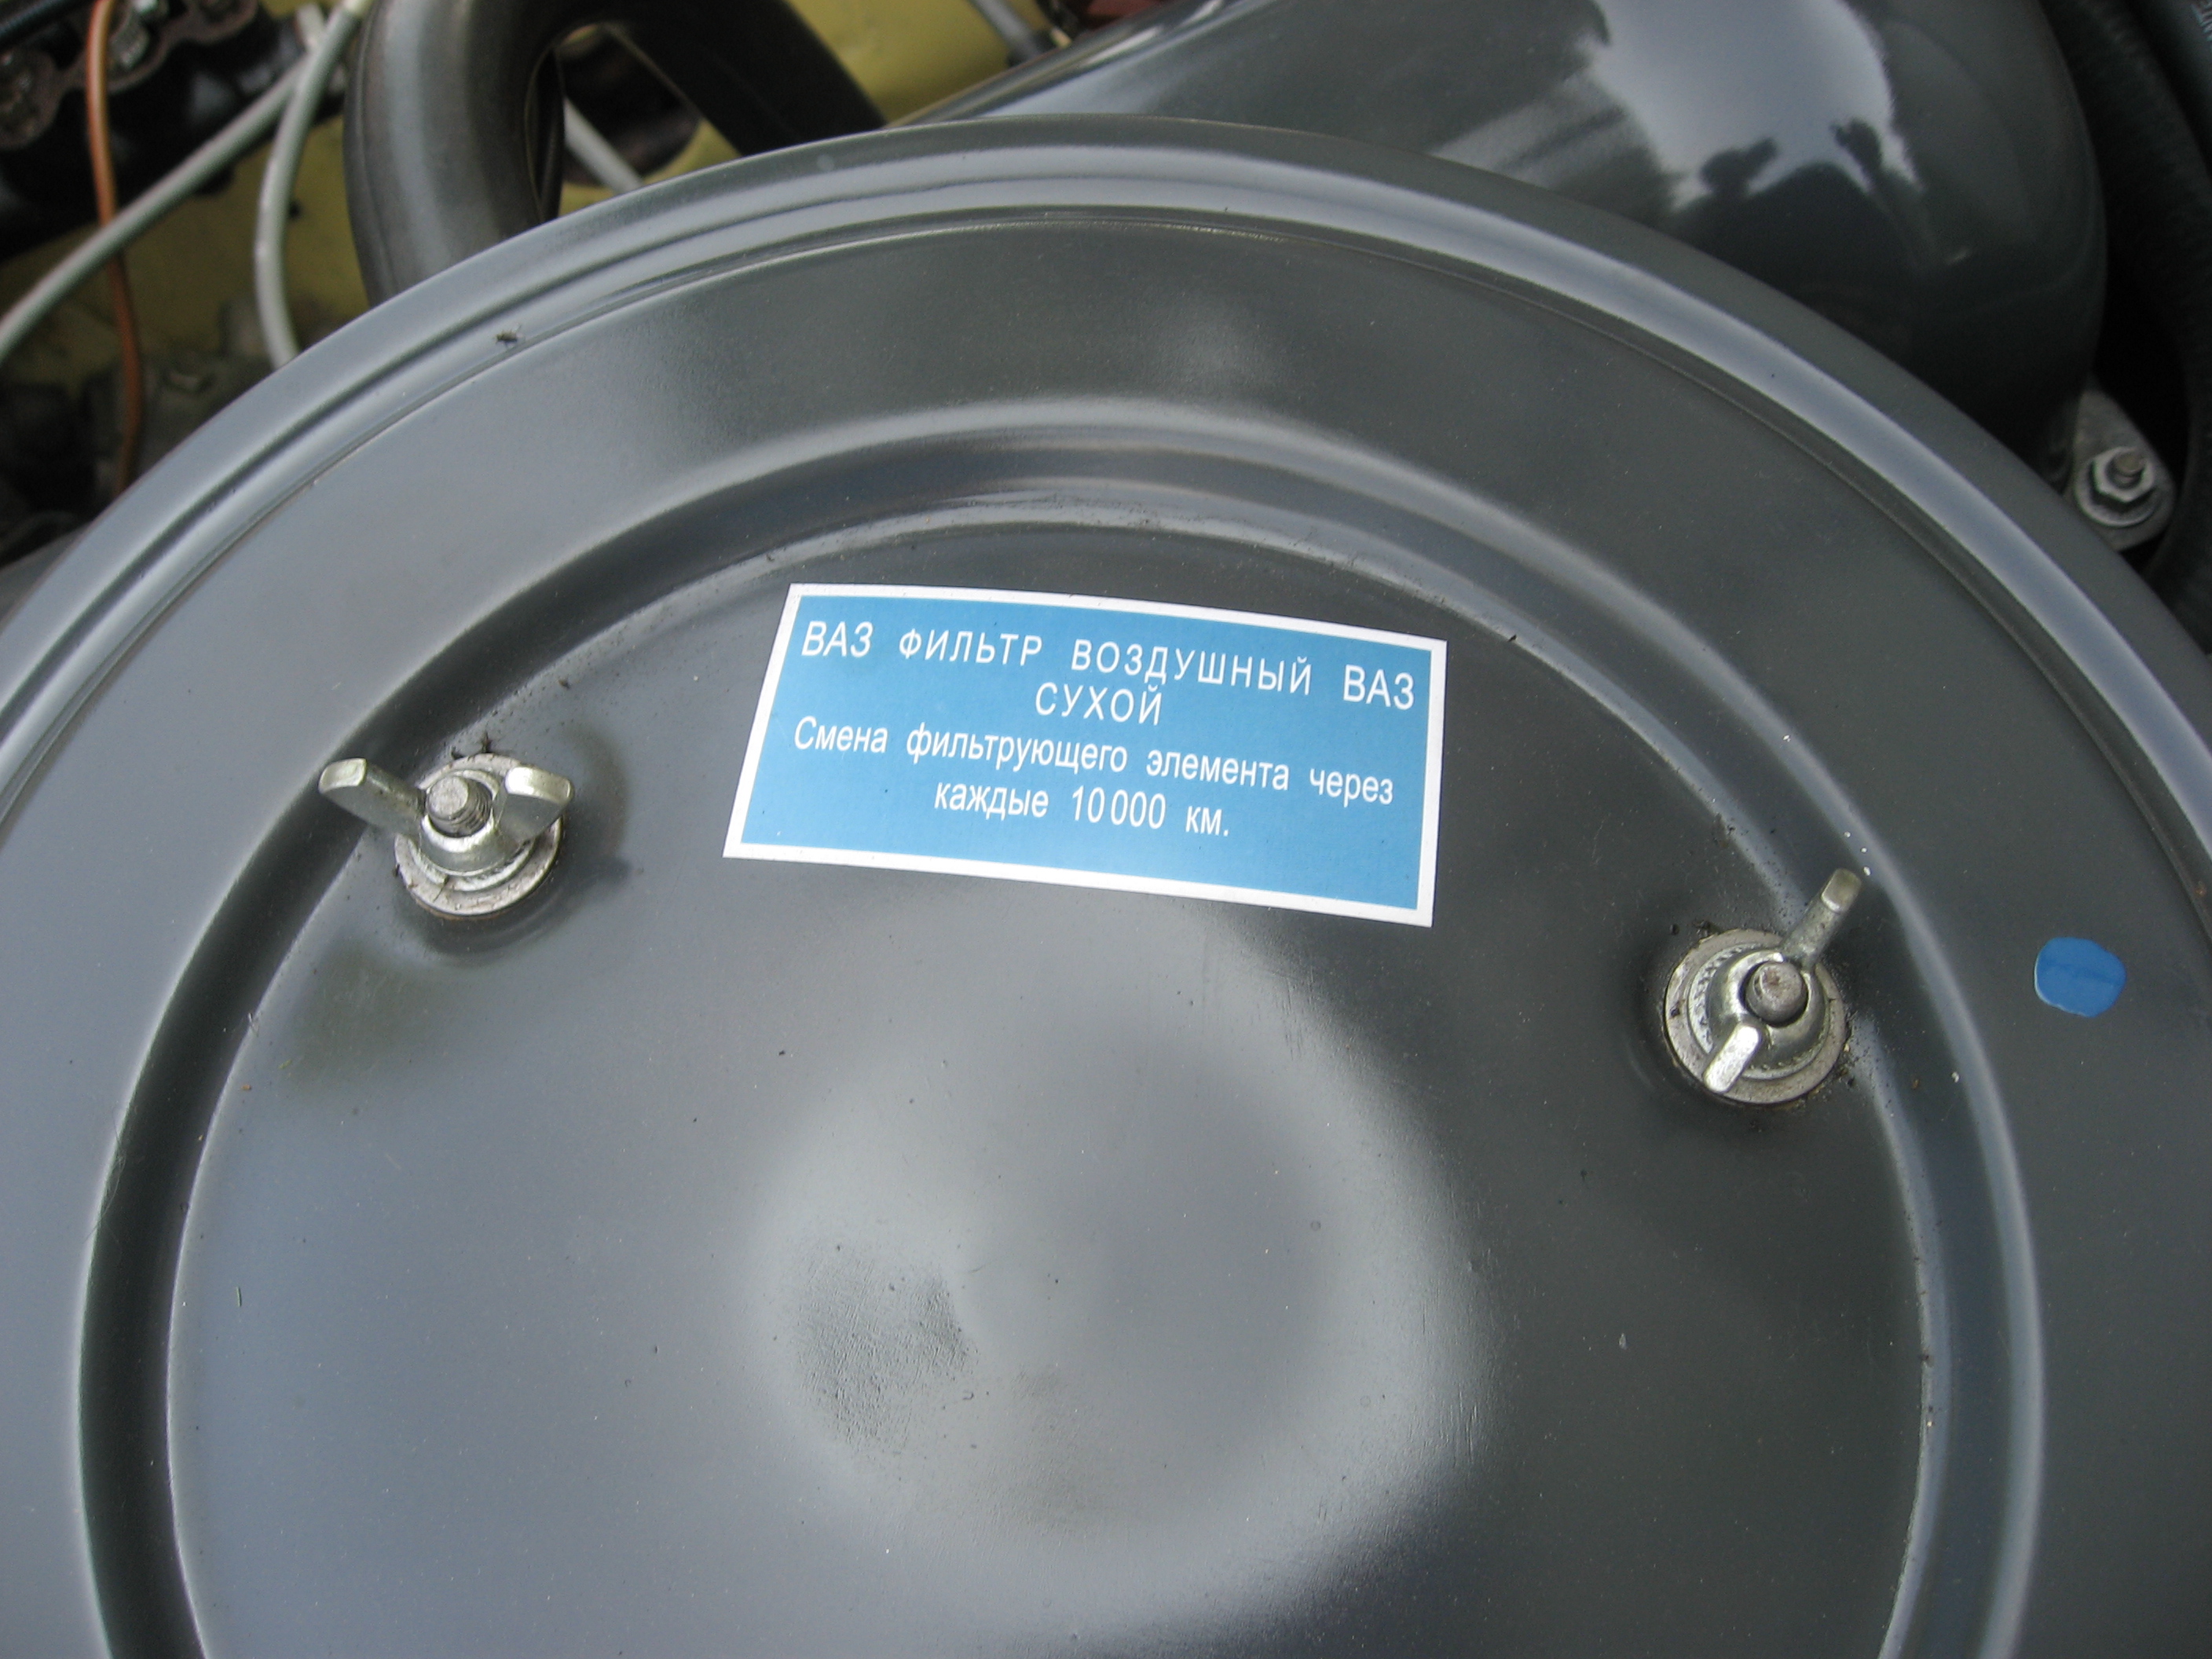 ВАЗ ФИЛЬТР ВОЗДУШНЫЙ ВАЗ
СУХОЙ
Смена фильтрующего элемента через
каждые 10000 км.